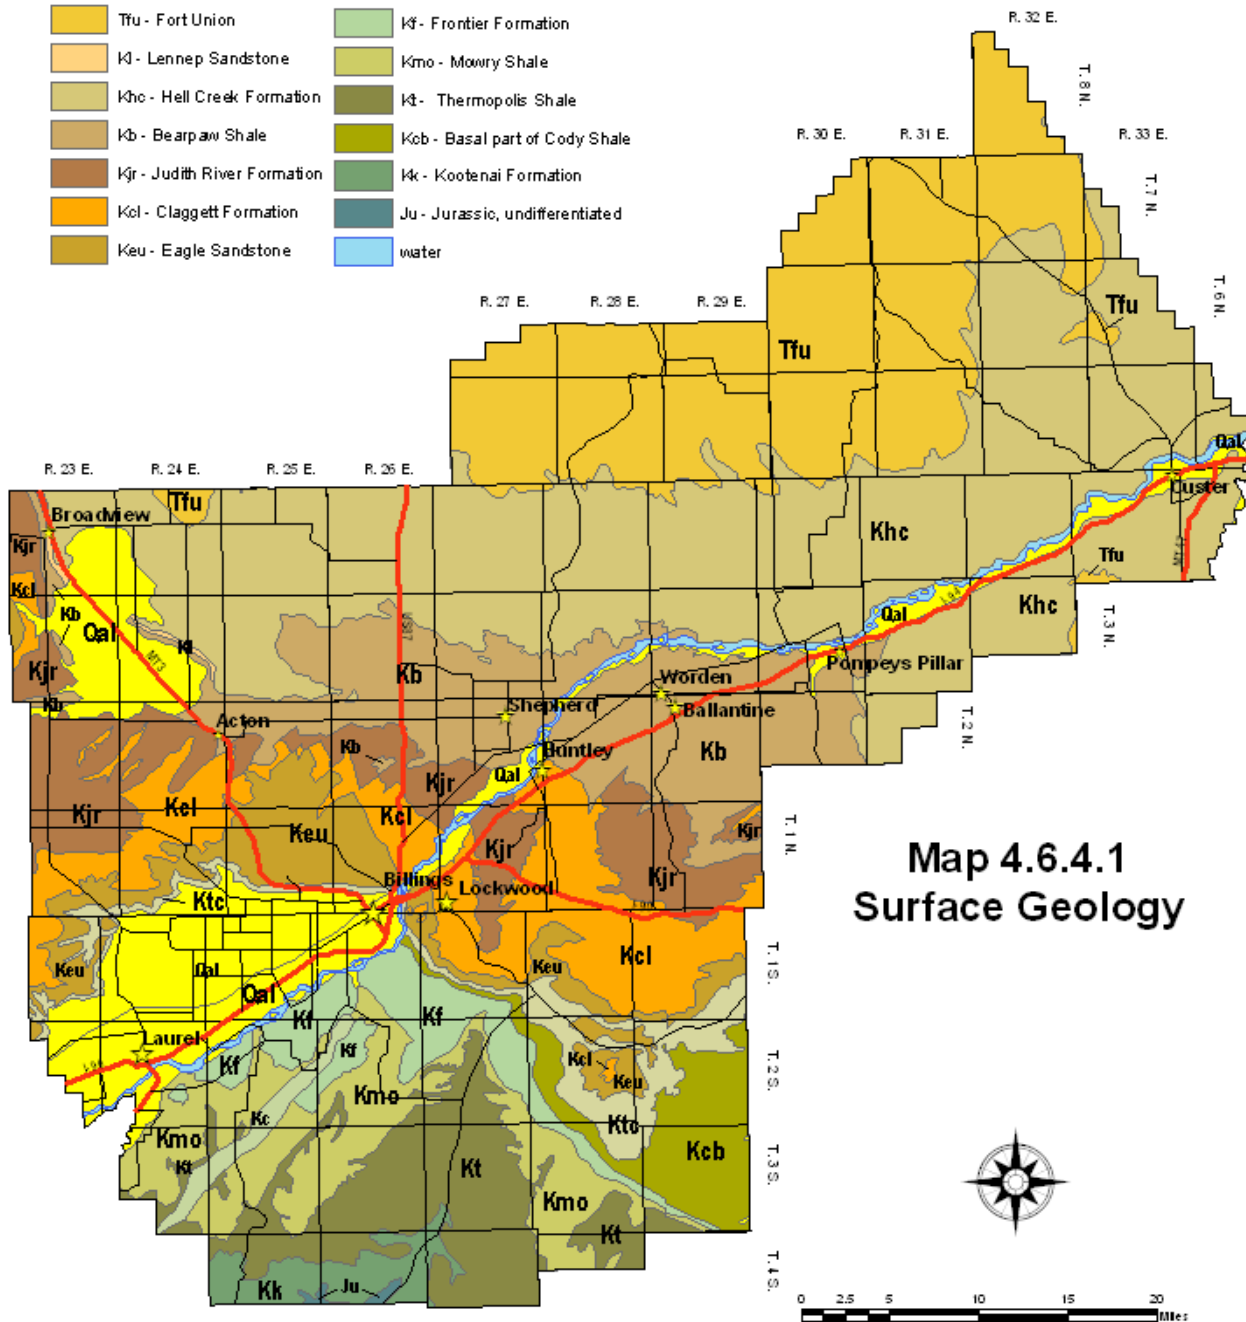 Tfu - Fort Union
Kl - Lennep Sandstone
Khc - Hell Creek Formation
Kb - Bearpaw Shale
Kjr - Judith River Formation
Kcl - Claggett Formation
Keu - Eagle Sandstone
Kf - Frontier Formation
Kmo - Mowry Shale
Kt - Thermopolis Shale
Kcb - Basal part of Cody Shale
Kk - Kootenai Formation
Ju - Jurassic, undifferentiated
water
R. 32 E.
T. 8 N.
R. 30 E. R. 31 E. R. 33 E.
T. 7 N.
T. 6 N.
R. 27 E. R. 28 E. R. 29 E.
Tfu
Tfu
Qal
R. 23 E. R. 24 E. R. 25 E. R. 26 E.
Custer
Tfu
Broadview
Kjr
Khc
Tfu
Kcl
Kb
Qal
Khc
I-94
Qal
T. 3 N.
Kl
MT3
Kjr
Kb
Pompeys Pillar
Worden
Kb
Shepherd
Ballantine
Acton
T. 2 N.
Kb
Huntley
Kb
Kjr
Qal
Kcl
Kcl
Kjr
Keu
Kjr
Kjr
T. 1 N.
Map 4.6.4.1
Surface Geology
Kjr
Billings
Lockwood
Ktc
Keu
Qal
Keu
Kcl
T. 1 S.
Qal
Kf
Kf
Laurel
Kf
Kf
Kcl
Keu
T. 2 S.
Kmo
Kc
Ktc
Kmo
Kt
Kt
Kcb
T. 3 S.
Kmo
Kt
Kk
Ju
T. 4 S.
0 2.5 5 10 15 20
Miles